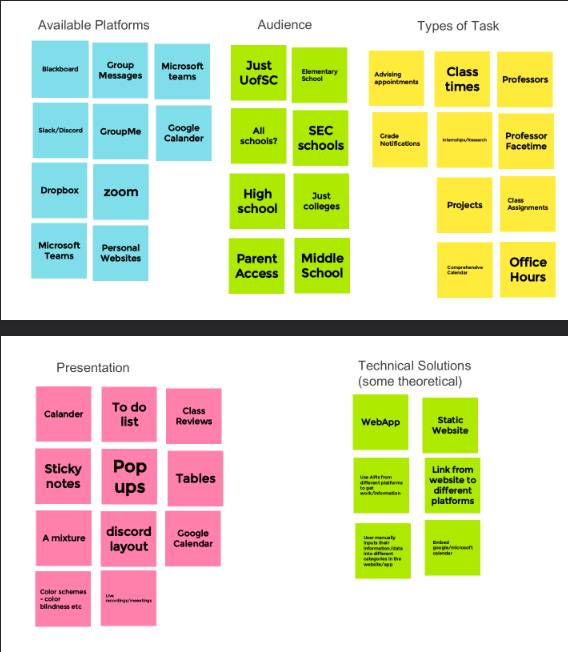 Available Platforms
Blackboard
Group
Messages
Microsoft
teams
Slack/Discord
GroupMe
Google
Calander
Dropbox
zoom
Microsoft
Teams
Personal
Websites
Audience
Just
UofSC
Elementary
School
All
schools?
SEC
schools
High
school
Just
colleges
Parent
Access
Middle
School
Types of Task
Advising
appointments
Class
times
Professors
Grade
Notifications
Internships/Research
Professor
Facetime
Projects
Class
Assignments
Comprehensive
Calendar
Office
Hours
Presentation
Calander
To do
list
Class
Reviews
Sticky
notes
Pop
ups
Tables
A mixture
discord
layout
Google
Calendar
Color schemes
- color
blindness etc
Live
recordings/meeetings
Technical Solutions
(some theoretical)
WebApp
Static
Website
Use APIs from
different platforms
to get
work/information
Link from
website to
different
platforms
User manually
inputs their
information/data
into different
categories in the
website/app
Embed
google/microsoft
calendar